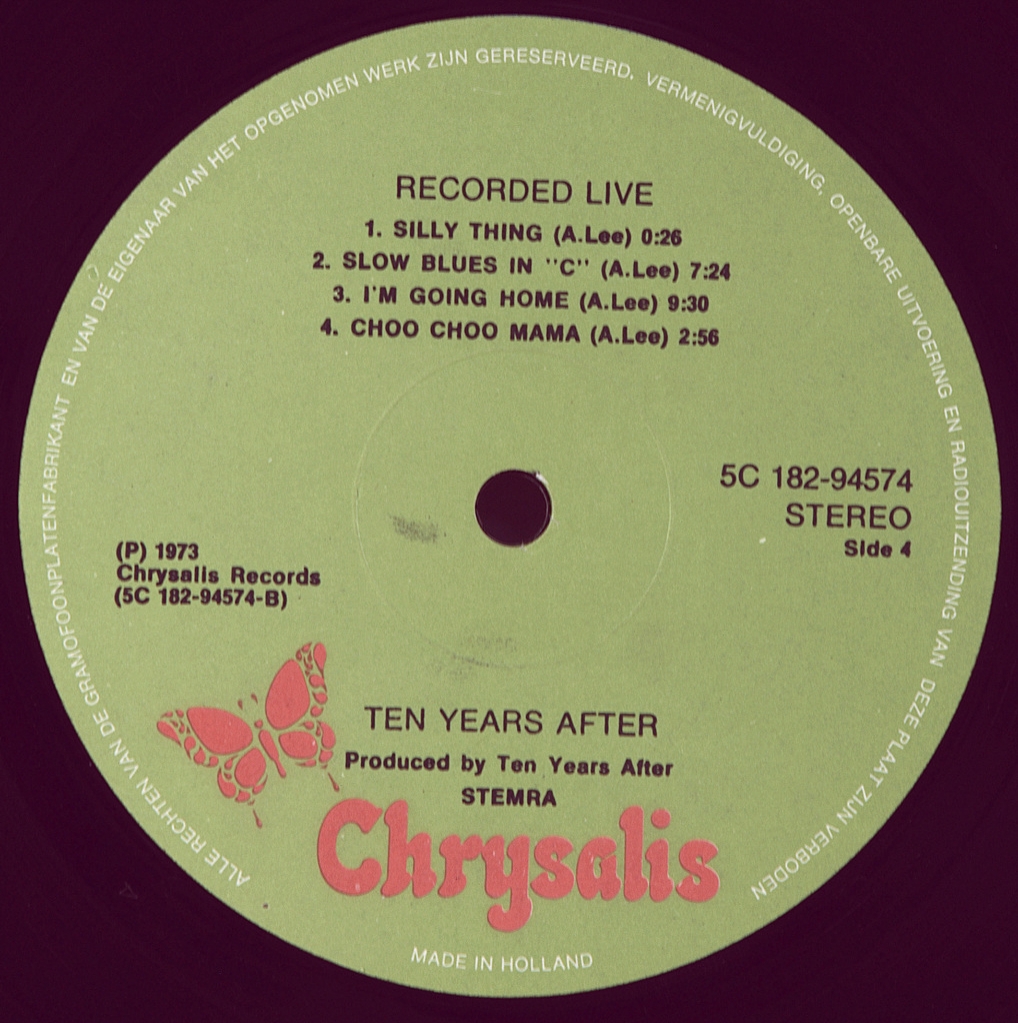 ALLE RECHTEN VAN DE GRAMOFOONPLATENFABRIKANT EN VAN DE EIGENAAR VAN HET OPGENOMEN WERK ZIJN GERESERVEERD. VERMENIGVULDIGING, OPENBARE UITVOERING EN RADIOUITZENDING VAN DEZE PLAAT ZIJN VERBODEN
RECORDED LIVE
1. SILLY THING (A.Lee) 0:26
2. SLOW BLUES IN "C" (A.Lee) 7:24
3. I'M GOING HOME (A.Lee) 9:30
4. CHOO CHOO MAMA (A.Lee) 2:56
5C 182-94574
STEREO
Side 4
(P) 1973
Chrysalis Records
(5C 182-94574-B)
TEN YEARS AFTER
Produced by Ten Years After
STEMRA
Chrysalis
MADE IN HOLLAND